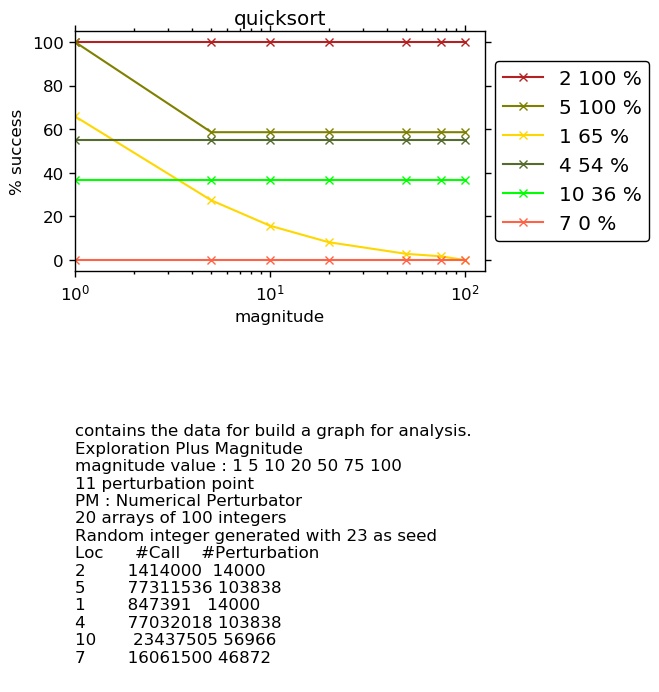 quicksort
100
80
60
40
20
0
% success
10^0
10^1
10^2
magnitude
2 100 %
5 100 %
1 65 %
4 54 %
10 36 %
7 0 %
contains the data for build a graph for analysis.
Exploration Plus Magnitude
magnitude value : 1 5 10 20 50 75 100
11 perturbation point
PM : Numerical Perturbator
20 arrays of 100 integers
Random integer generated with 23 as seed
Loc #Call #Perturbation
2 1414000 14000
5 77311536 103838
1 847391 14000
4 77032018 103838
10 23437505 56966
7 16061500 46872